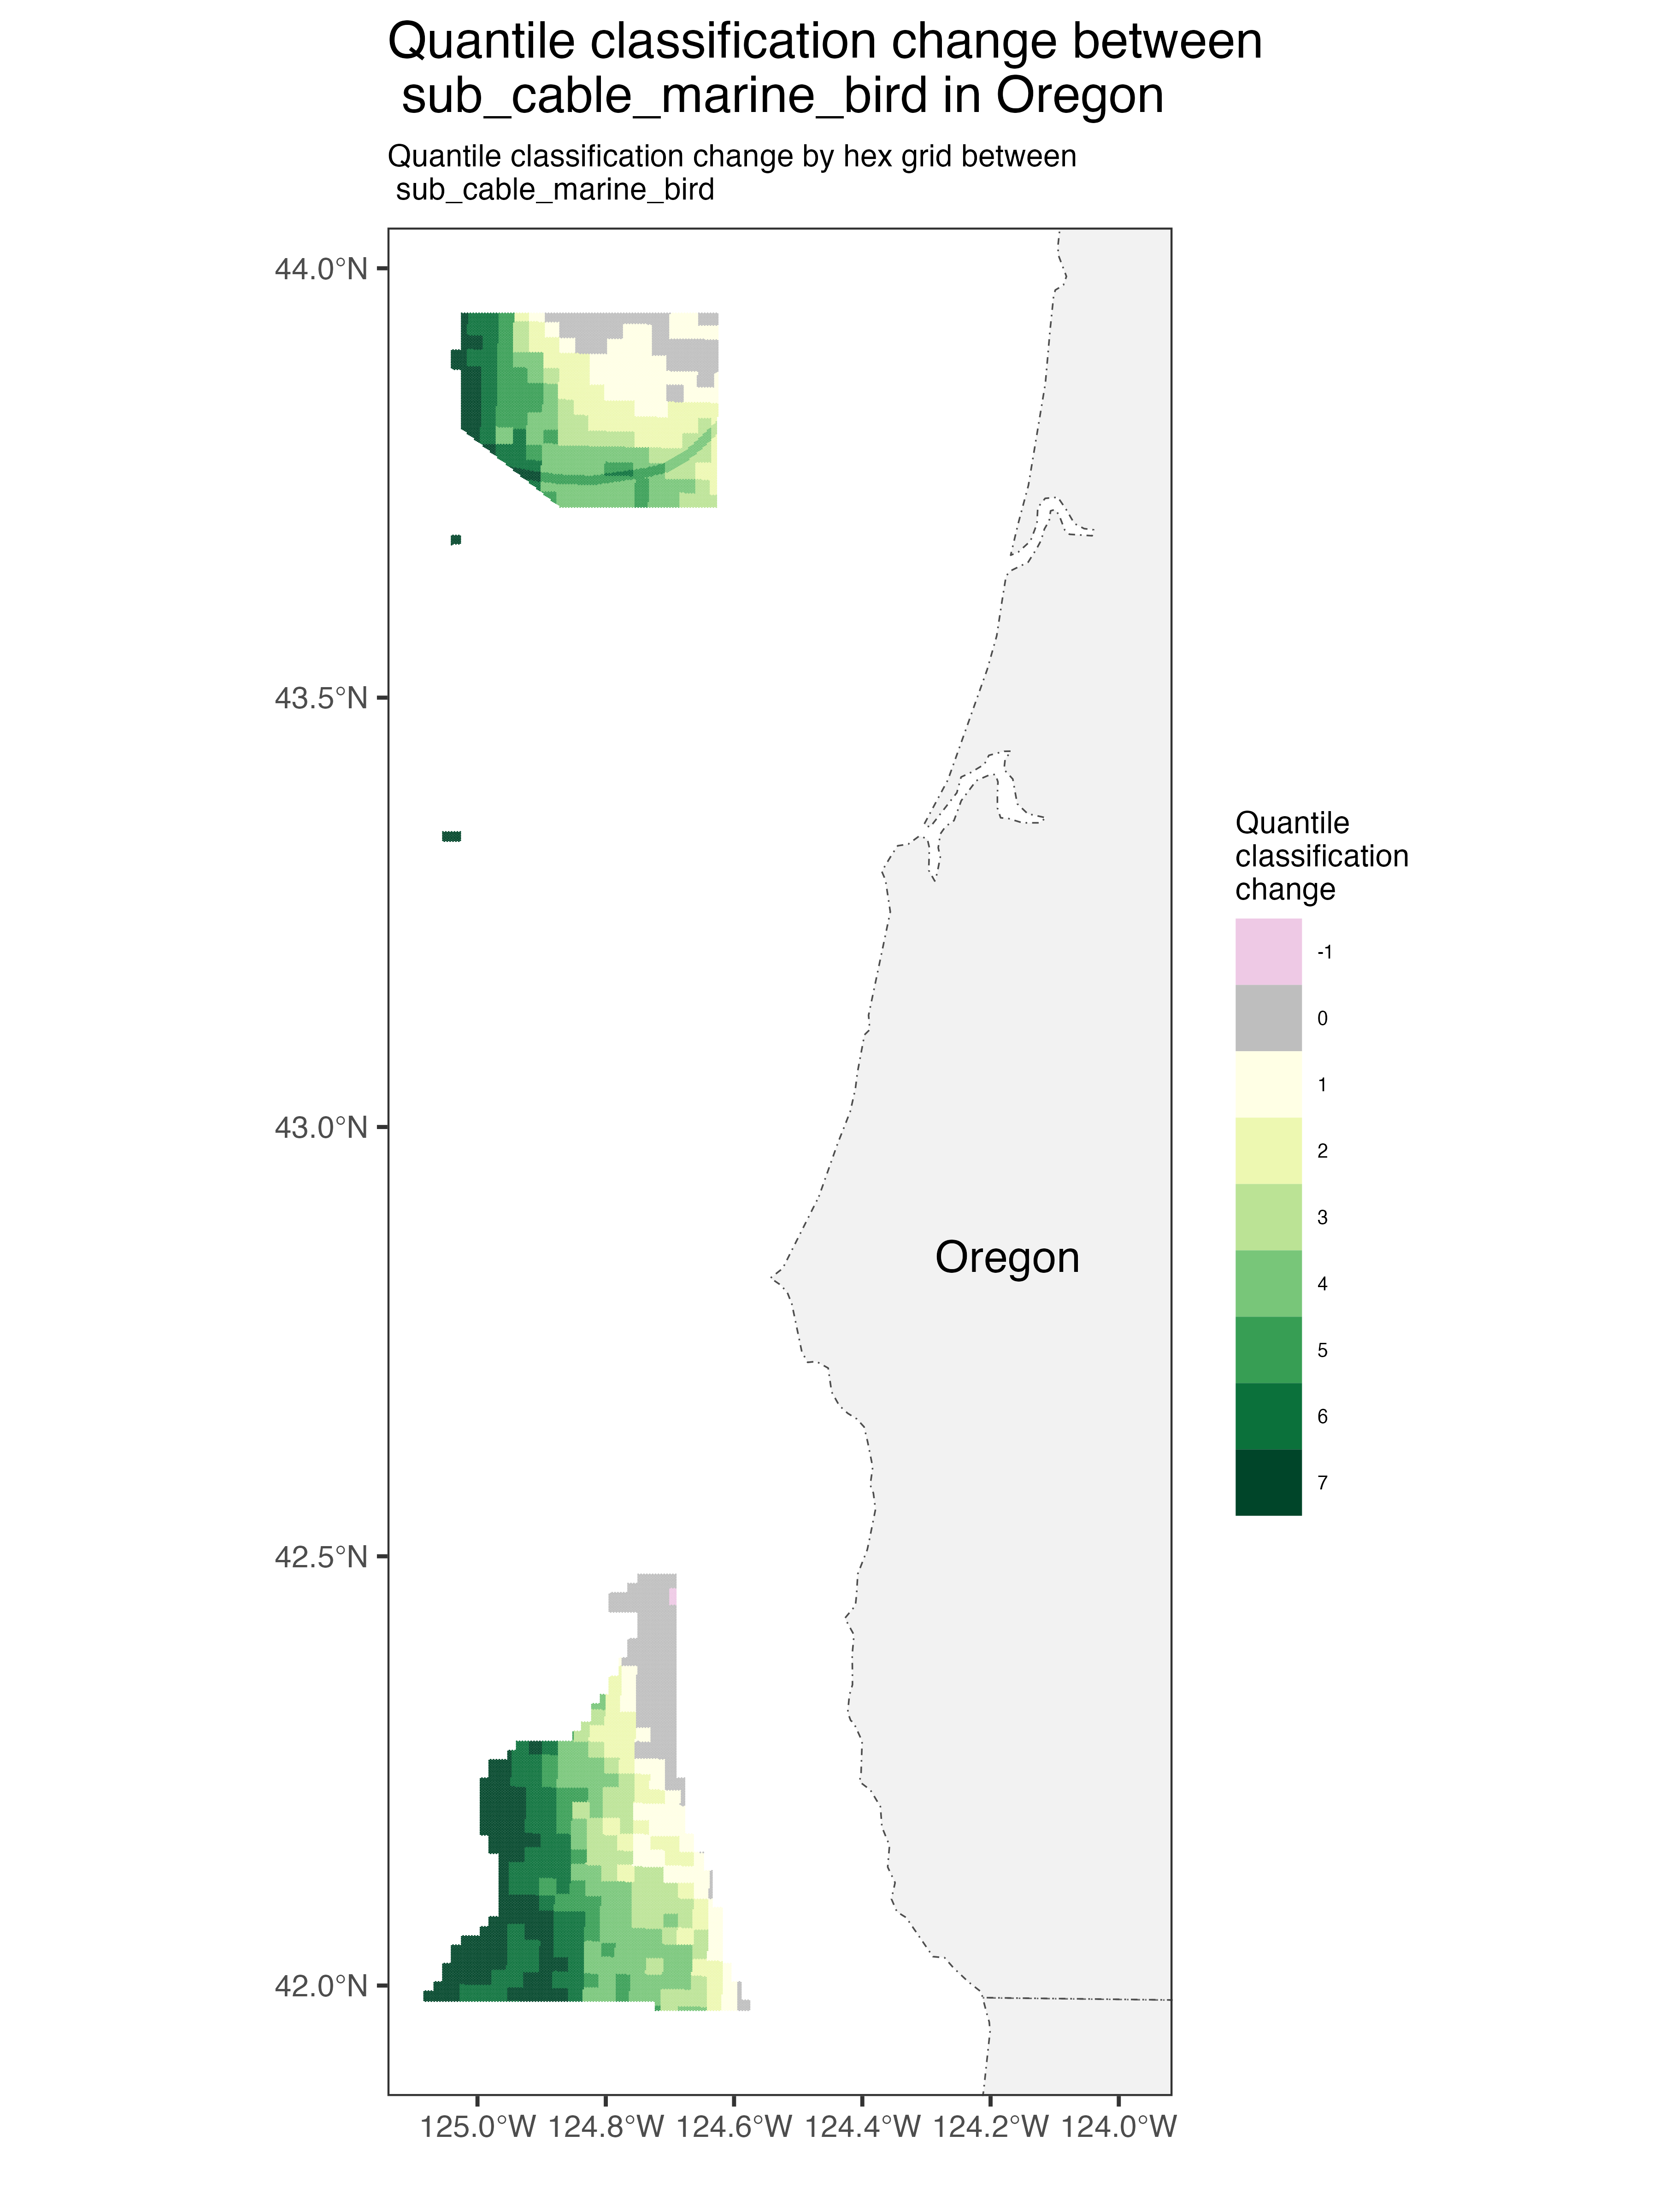 Quantile classification change between
sub_cable_marine_bird in Oregon
Quantile classification change by hex grid between
sub_cable_marine_bird
44.0°N
43.5°N
43.0°N
42.5°N
42.0°N
Oregon
125.0°W 124.8°W 124.6°W 124.4°W 124.2°W 124.0°W
Quantile
classification
change
-1
0
1
2
3
4
5
6
7